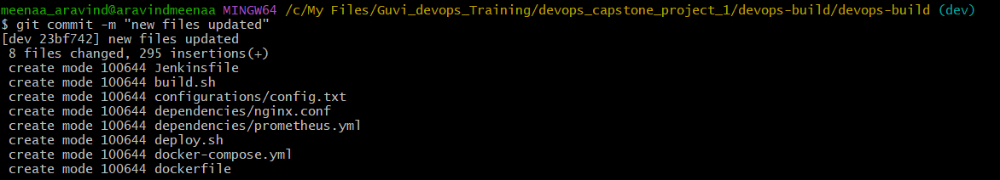 meenaa_aravind@aravindmeenaa MINGW64 /c/My Files/Guvi_devops_Training/devops_capstone_project_1/devops-build/devops-build (dev)
$ git commit -m "new files updated"
[dev 23bf742] new files updated
 8 files changed, 295 insertions(+)
 create mode 100644 Jenkinsfile
 create mode 100644 build.sh
 create mode 100644 configurations/config.txt
 create mode 100644 dependencies/nginx.conf
 create mode 100644 dependencies/prometheus.yml
 create mode 100644 deploy.sh
 create mode 100644 docker-compose.yml
 create mode 100644 dockerfile